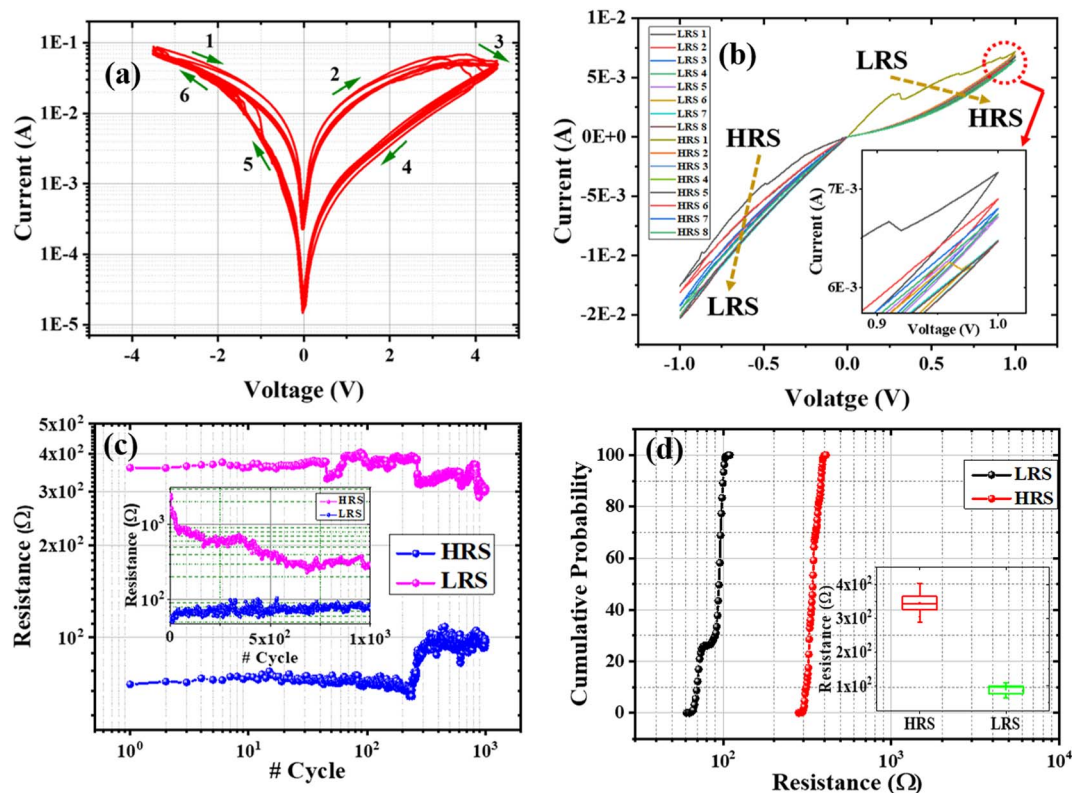 (a)
1
2
3
4
5
6
Current (A)
1E-1
1E-2
1E-3
1E-4
1E-5
-4
-2
0
2
4
Voltage (V)
(b)
LRS 1
LRS 2
LRS 3
LRS 4
LRS 5
LRS 6
LRS 7
LRS 8
HRS 1
HRS 2
HRS 3
HRS 4
HRS 5
HRS 6
HRS 7
HRS 8
LRS
HRS
HRS
LRS
Current (A)
1E-2
5E-3
0E+0
-5E-3
-1E-2
-2E-2
-1.0
-0.5
0.0
0.5
1.0
Volatge (V)
Current (A)
7E-3
6E-3
0.9
1.0
Voltage (V)
(c)
Resistance (Ω)
5x10²
4x10²
3x10²
2x10²
10²
10⁰
10¹
10²
10³
# Cycle
HRS
LRS
Resistance (Ω)
10³
10²
0
5x10²
1x10³
# Cycle
HRS
LRS
(d)
Cumulative Probability
100
80
60
40
20
0
10²
10³
10⁴
Resistance (Ω)
LRS
HRS
Resistance (Ω)
4x10²
3x10²
1x10²
HRS
LRS